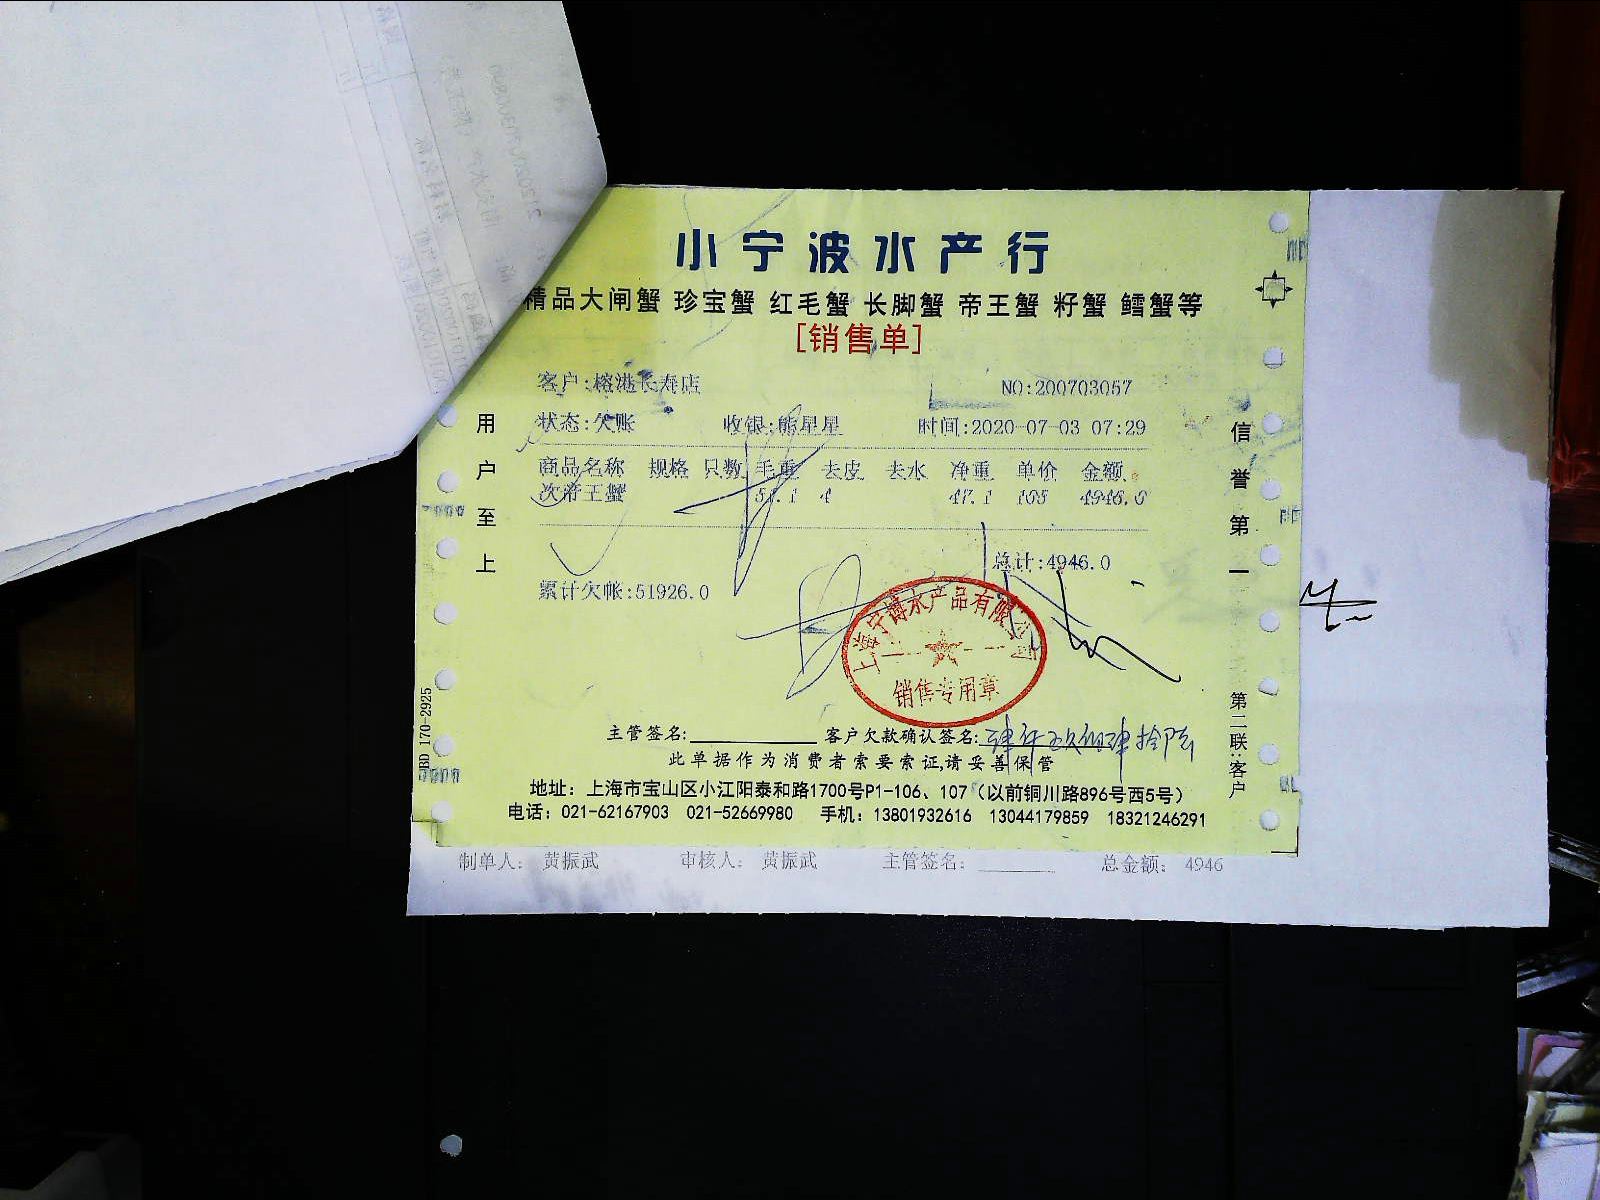 小宁波水产行
精品大闸蟹 珍宝蟹 红毛蟹 长脚蟹 帝王蟹 籽蟹 鳕蟹等
[销售单]
客户:榕港长寿店 NO:200703057
状态:欠账 收银:熊星星 时间:2020-07-03 07:29
商品名称 规格 只数 毛重 去皮 去水 净重 单价 金额
次帝王蟹 51.1 4 47.1 105 4946.0
总计:4946.0
累计欠帐:51926.0
上海宁博水产品有限公司
销售专用章
主管签名: 客户欠款确认签名:
此单据作为消费者索要索证,请妥善保管
地址：上海市宝山区小江阳泰和路1700号P1-106、107（以前铜川路896号西5号）
电话：021-62167903 021-52669980 手机：13801932616 13044179859 18321246291
用户至上
信誉第一
第二联:客户
BD 170-2925
制单人： 黄振武 审核人： 黄振武 主管签名： 总金额： 4946